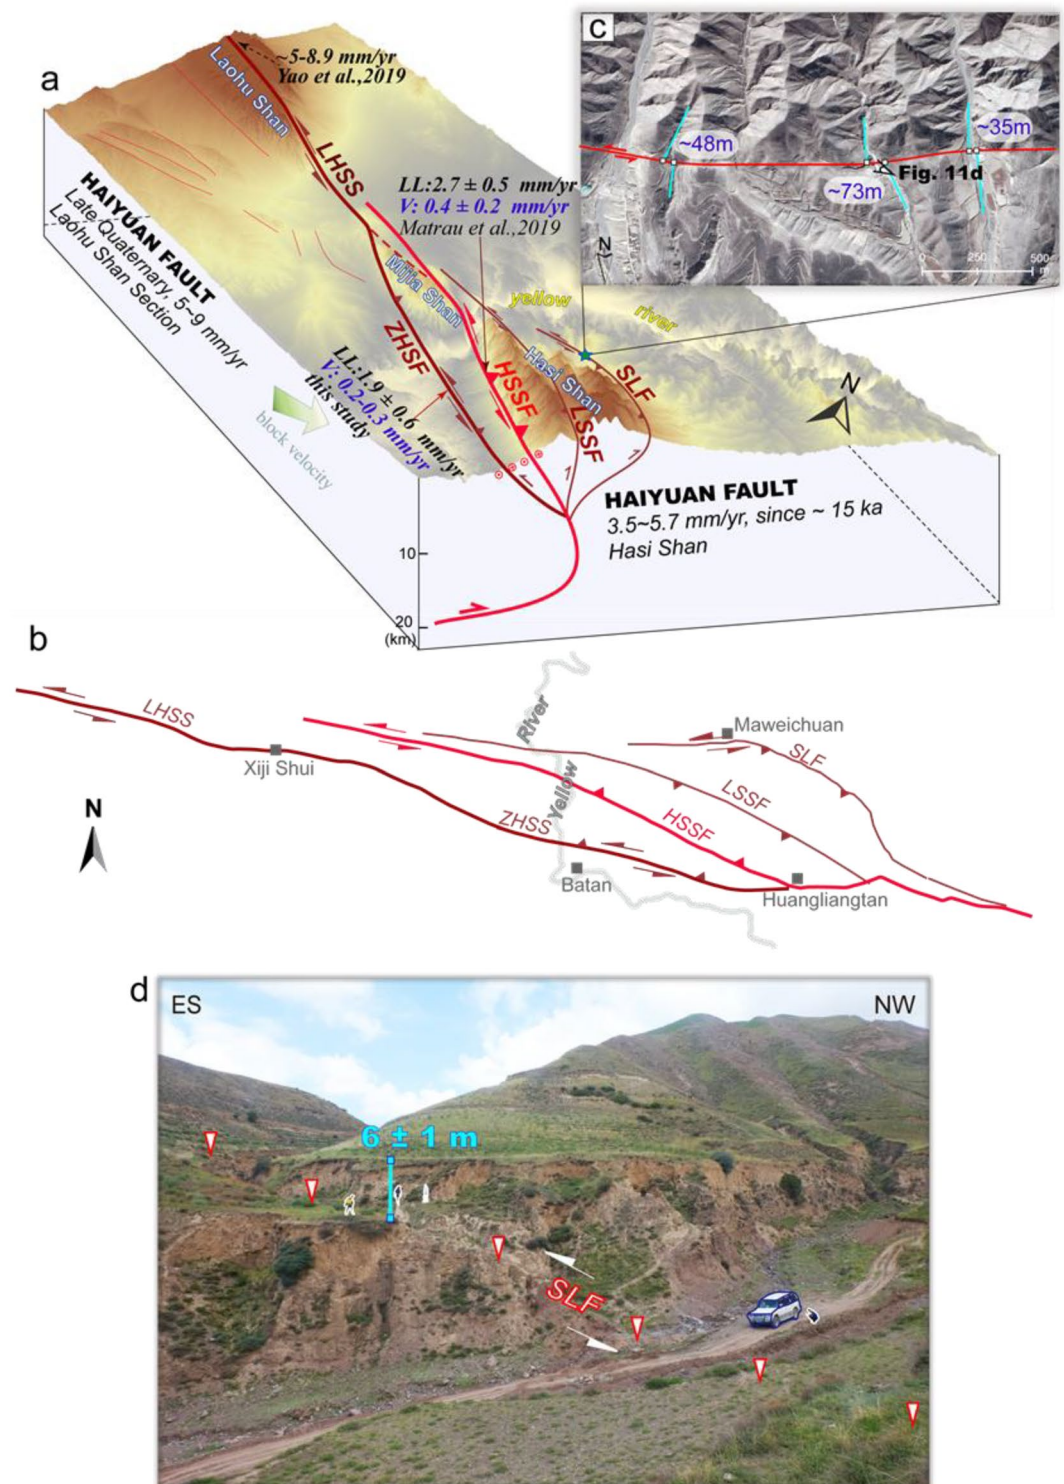 a
~5-8.9 mm/yr
Yao et al.,2019
Laohu Shan
LHSS
HAIYUAN FAULT
Late Quaternary, 5~9 mm/yr
Laohu Shan Section
LL:2.7 ± 0.5 mm/yr
V: 0.4 ± 0.2 mm/yr
Matrau et al.,2019
Mijia Shan
yellow
river
ZHSF
HSSF
Hasi Shan
LSSF
SLF
N
LL:1.9 ± 0.6 mm/yr
V: 0.2-0.3 mm/yr
this study
block velocity
HAIYUAN FAULT
3.5~5.7 mm/yr, since ~ 15 ka
Hasi Shan
10
20
(km)
c
~48m
~73m
~35m
Fig. 11d
N
0 250 500
m
b
LHSS
Xiji Shui
River
Yellow
Maweichuan
SLF
LSSF
HSSF
ZHSS
Batan
Huangliangtan
N
d
ES
NW
6 ± 1 m
SLF